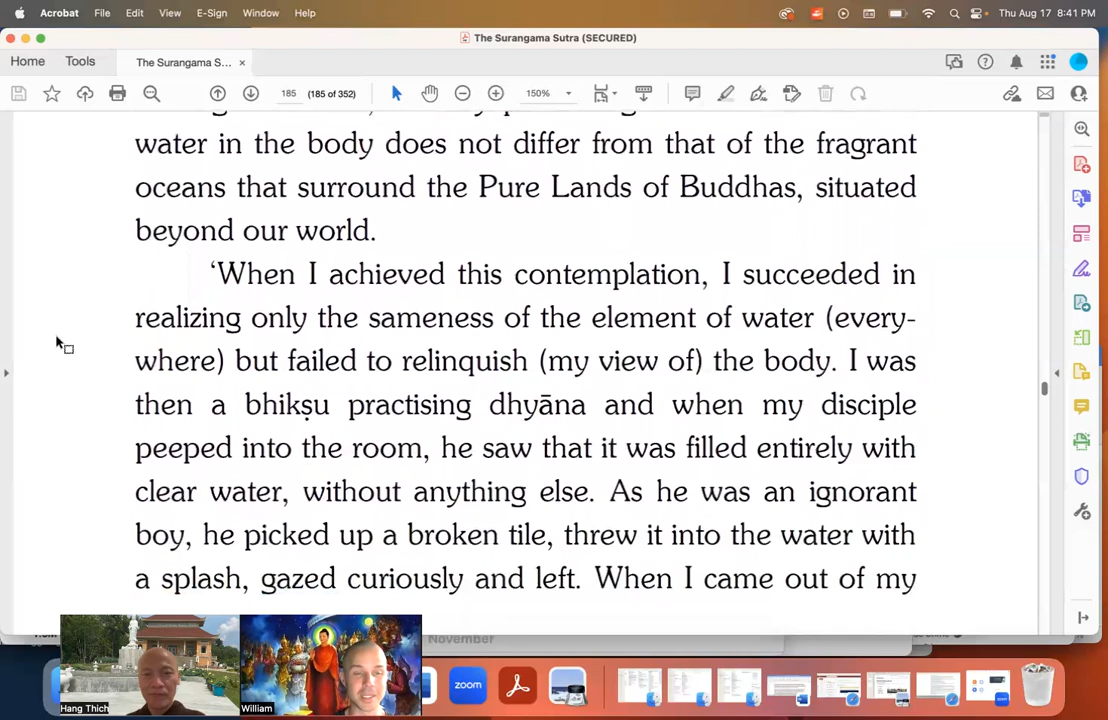 Acrobat File Edit View E-Sign Window Help Thu Aug 17 8:41 PM
The Surangama Sutra (SECURED)
Home Tools The Surangama S... ×
185 (185 of 352) 150%
water in the body does not differ from that of the fragrant
oceans that surround the Pure Lands of Buddhas, situated
beyond our world.
‘When I achieved this contemplation, I succeeded in
realizing only the sameness of the element of water (every-
where) but failed to relinquish (my view of) the body. I was
then a bhikṣu practising dhyāna and when my disciple
peeped into the room, he saw that it was filled entirely with
clear water, without anything else. As he was an ignorant
boy, he picked up a broken tile, threw it into the water with
a splash, gazed curiously and left. When I came out of my
November
zoom
Hang Thich William